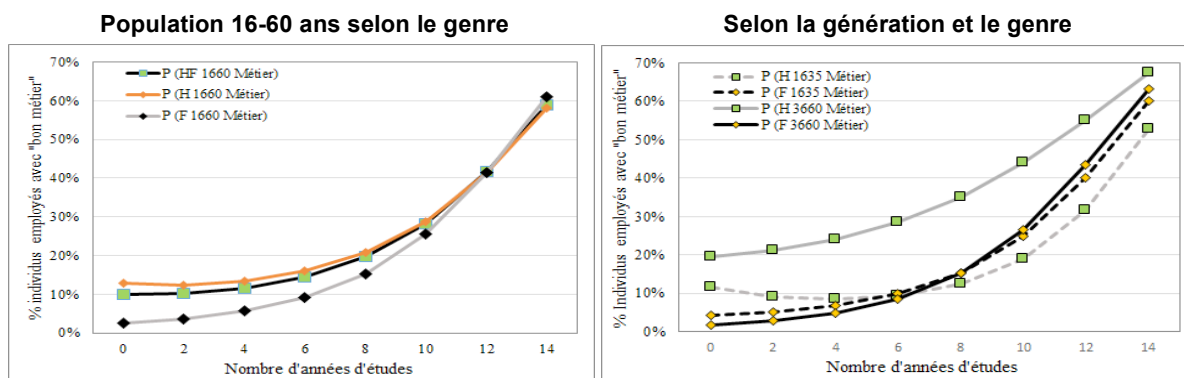 Population 16-60 ans selon le genre
% individus employés avec "bon métier"
70%
60%
50%
40%
30%
20%
10%
0%
P (HF 1660 Métier)
P (H 1660 Métier)
P (F 1660 Métier)
0 2 4 6 8 10 12 14
Nombre d'années d'études
Selon la génération et le genre
% individus employés avec "bon métier"
70%
60%
50%
40%
30%
20%
10%
0%
P (H 1635 Métier)
P (F 1635 Métier)
P (H 3660 Métier)
P (F 3660 Métier)
0 2 4 6 8 10 12 14
Nombre d'années d'études